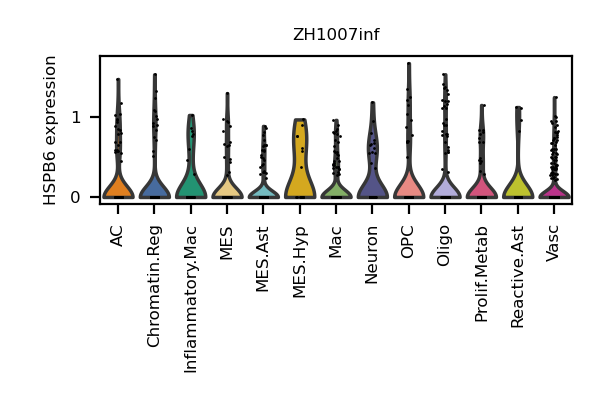 ZH1007inf
HSPB6 expression
1
0
AC
Chromatin.Reg
Inflammatory.Mac
MES
MES.Ast
MES.Hyp
Mac
Neuron
OPC
Oligo
Prolif.Metab
Reactive.Ast
Vasc